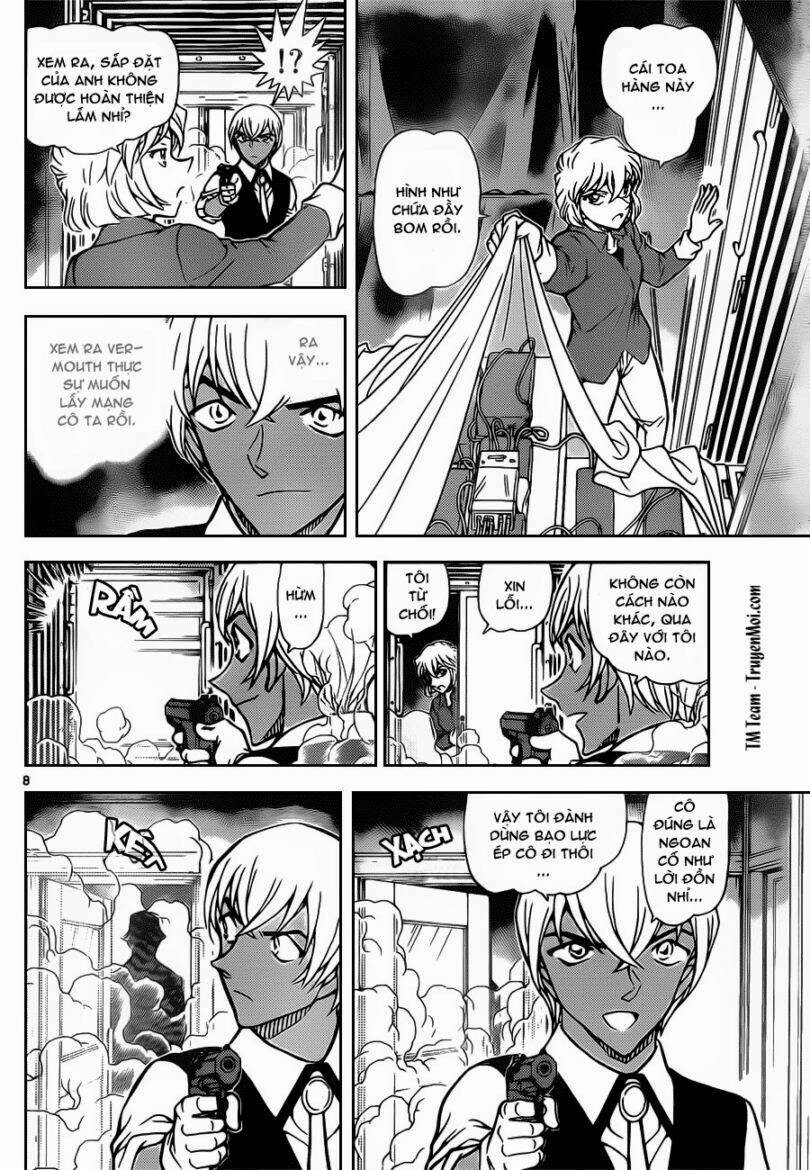 CÁI TOA
HÀNG NÀY
...
HÌNH NHƯ
CHỨA ĐẦY
BOM RỒI.
!?
XEM RA, SẮP ĐẶT
CỦA ANH KHÔNG
ĐƯỢC HOÀN THIỆN
LẮM NHỈ?
RA
VẬY...
XEM RA VER-
MOUTH THỰC
SỰ MUỐN
LẤY MẠNG
CÔ TA RỒI.
KHÔNG CÒN
CÁCH NÀO
KHÁC, QUA
ĐÂY VỚI TÔI
NÀO.
XIN
LỖI...
TÔI
TỪ
CHỐI!
HỪM
...
RẦM
TM Team - TruyenMoi.com
8
CÔ
ĐÚNG LÀ
NGOAN
CỐ NHƯ
LỜI ĐỒN
NHỈ...
VẬY TÔI ĐÀNH
DÙNG BẠO LỰC
ÉP CÔ ĐI THÔI
...
XẠCH